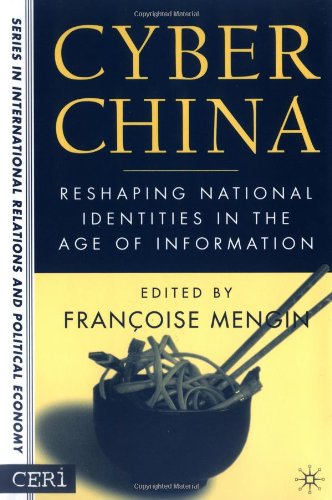 CYBER
CHINA
RESHAPING NATIONAL
IDENTITIES IN THE
AGE OF INFORMATION
EDITED BY
FRANÇOISE MENGIN
SERIES IN INTERNATIONAL RELATIONS AND POLITICAL ECONOMY
CERI